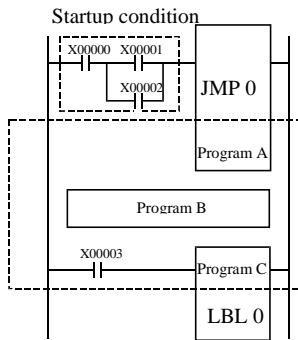 Startup condition
X00000 X00001
X00002
JMP 0
Program A
Program B
X00003
Program C
LBL 0